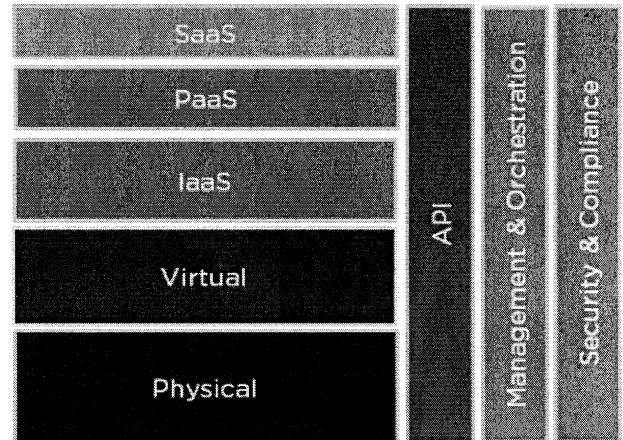 SaaS
PaaS
IaaS
Virtual
Physical
API
Management & Orchestration
Security & Compliance